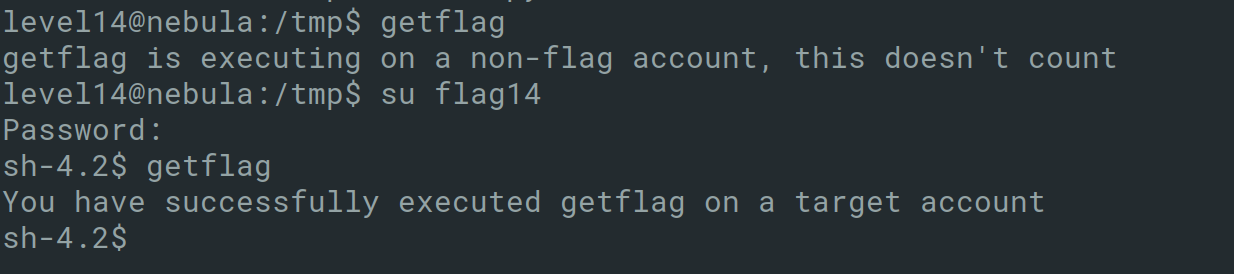 level14@nebula:/tmp$ getflag
getflag is executing on a non-flag account, this doesn't count
level14@nebula:/tmp$ su flag14
Password:
sh-4.2$ getflag
You have successfully executed getflag on a target account
sh-4.2$